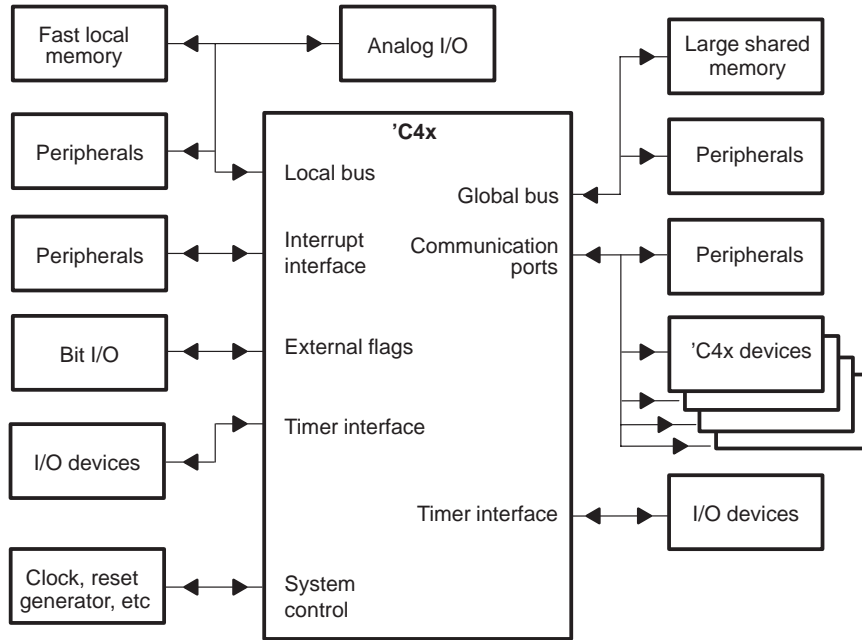 Fast local
memory
Analog I/O
Large shared
memory
’C4x
Peripherals
Local bus
Peripherals
Global bus
Peripherals
Interrupt
interface
Communication
ports
Peripherals
Bit I/O
External flags
’C4x devices
Timer interface
I/O devices
Timer interface
I/O devices
Clock, reset
generator, etc
System
control